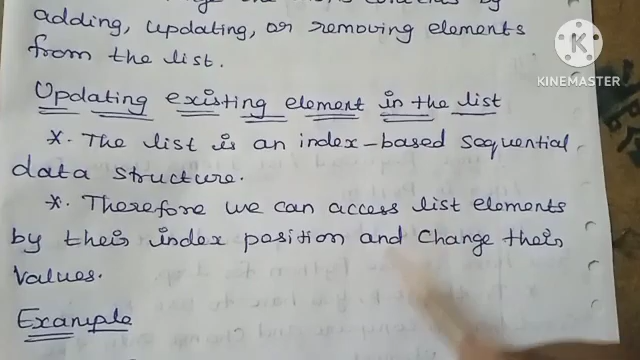 adding, updating, or removing elements
from the list.
KINEMASTER
Updating existing element in the list
*. The list is an index-based sequential
data structure.
*. Therefore we can access list elements
by their index position and change their
values.
Example